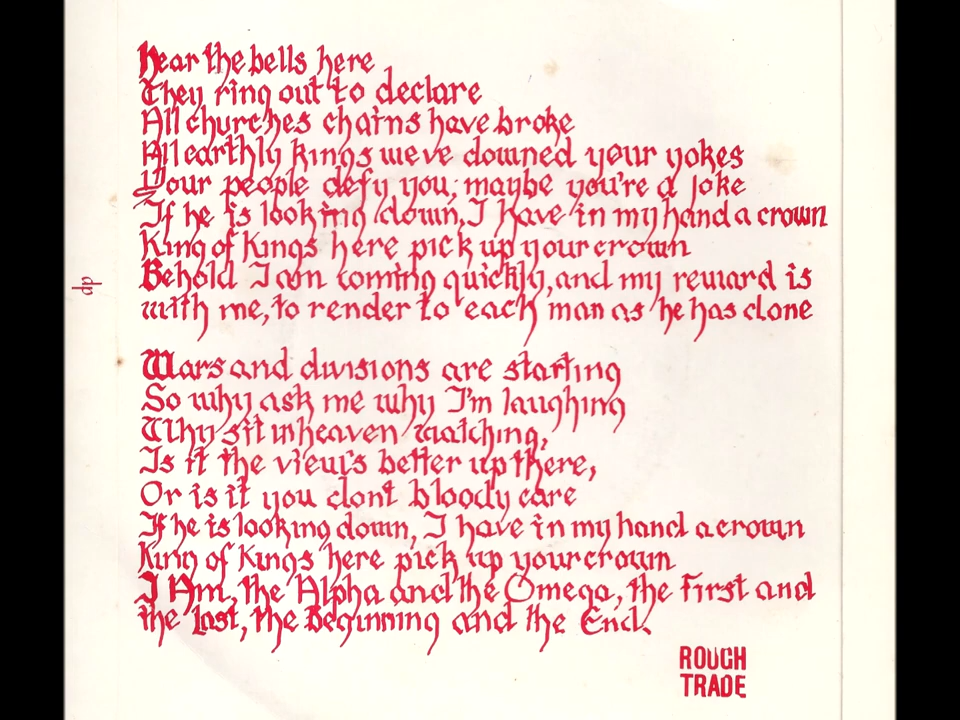 Hear the bells here
They ring out to declare
All churches chains have broke
All earthly kings weve downed your yokes
Your people defy you; maybe you're a joke
If he is looking down, I have in my hand a crown
King of Kings here pick up your crown
Behold I am coming quickly, and my reward is
with me, to render to each man as he has done
Wars and divisions are starting
So why ask me why I'm laughing
Why sit in heaven watching,
Is it the view's better up there,
Or is it you dont bloody care
If he is looking down, I have in my hand a crown
King of Kings here pick up your crown
I Am, the Alpha and the Omega, the first and
the Last, the Beginning and the End.
ROUGH
TRADE